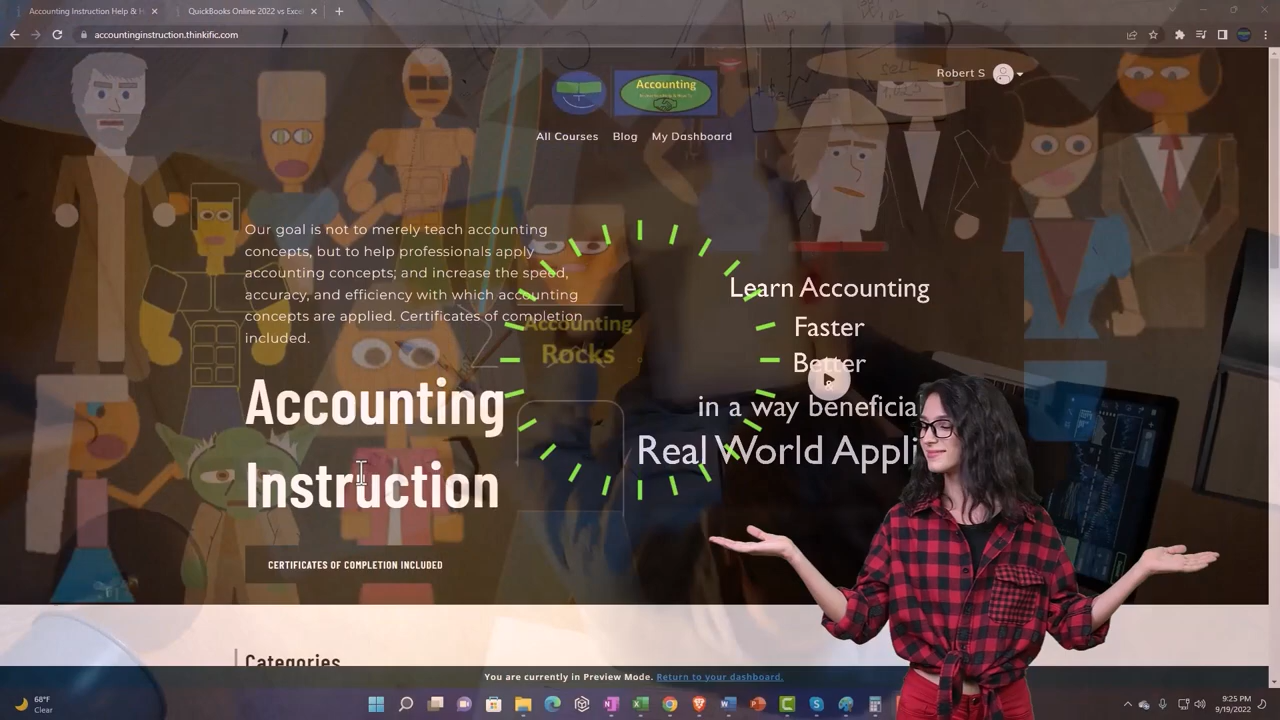 Accounting Instruction Help & H
QuickBooks Online 2022 vs Exce
accountinginstruction.thinkific.com
Robert S
Accounting
All Courses
Blog
My Dashboard
Our goal is not to merely teach accounting
concepts, but to help professionals apply
accounting concepts; and increase the speed,
accuracy, and efficiency with which accounting
concepts are applied. Certificates of completion
included.
Accounting
Rocks
Learn Accounting
Faster
Better
&
in a way beneficia
Real World Appli
Accounting
Instruction
CERTIFICATES OF COMPLETION INCLUDED
Categories
You are currently in Preview Mode. Return to your dashboard.
68°F
Clear
9:25 PM
9/19/2022